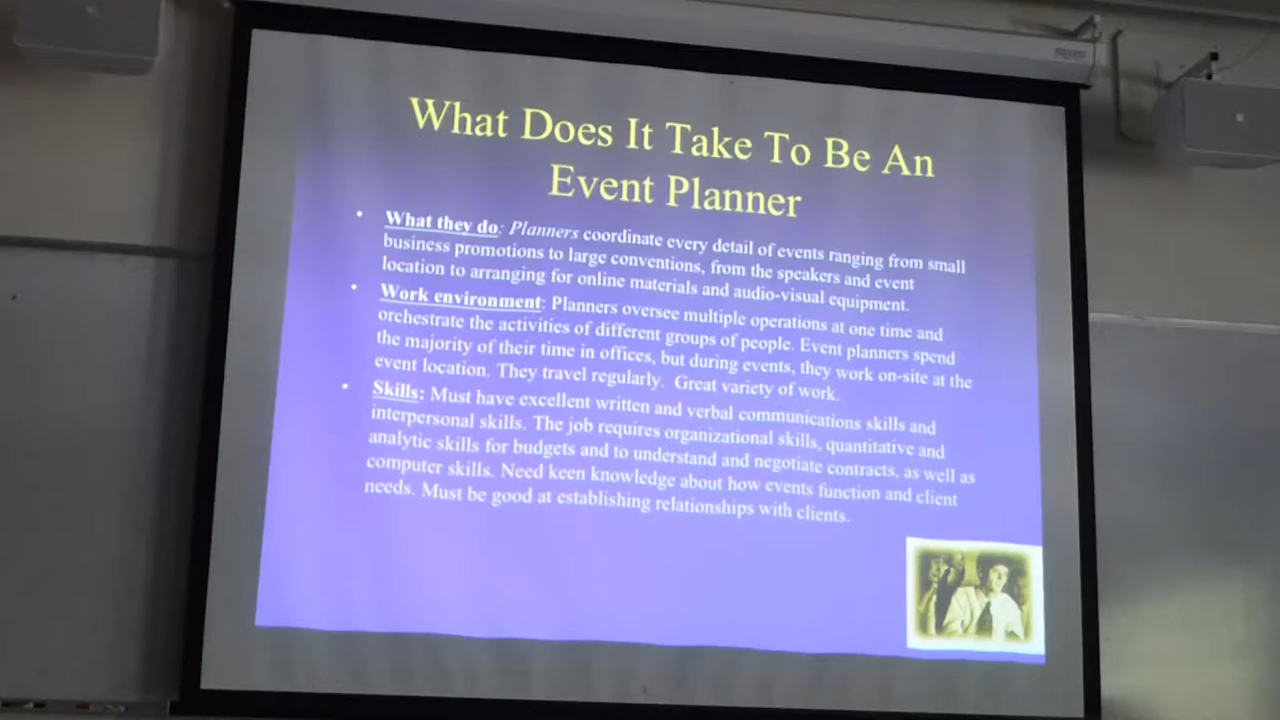 What Does It Take To Be An
Event Planner
• What they do: Planners coordinate every detail of events ranging from small
business promotions to large conventions, from the speakers and event
location to arranging for online materials and audio-visual equipment.
• Work environment: Planners oversee multiple operations at one time and
orchestrate the activities of different groups of people. Event planners spend
the majority of their time in offices, but during events, they work on-site at the
event location. They travel regularly. Great variety of work.
• Skills: Must have excellent written and verbal communications skills and
interpersonal skills. The job requires organizational skills, quantitative and
analytic skills for budgets and to understand and negotiate contracts, as well as
computer skills. Need keen knowledge about how events function and client
needs. Must be good at establishing relationships with clients.